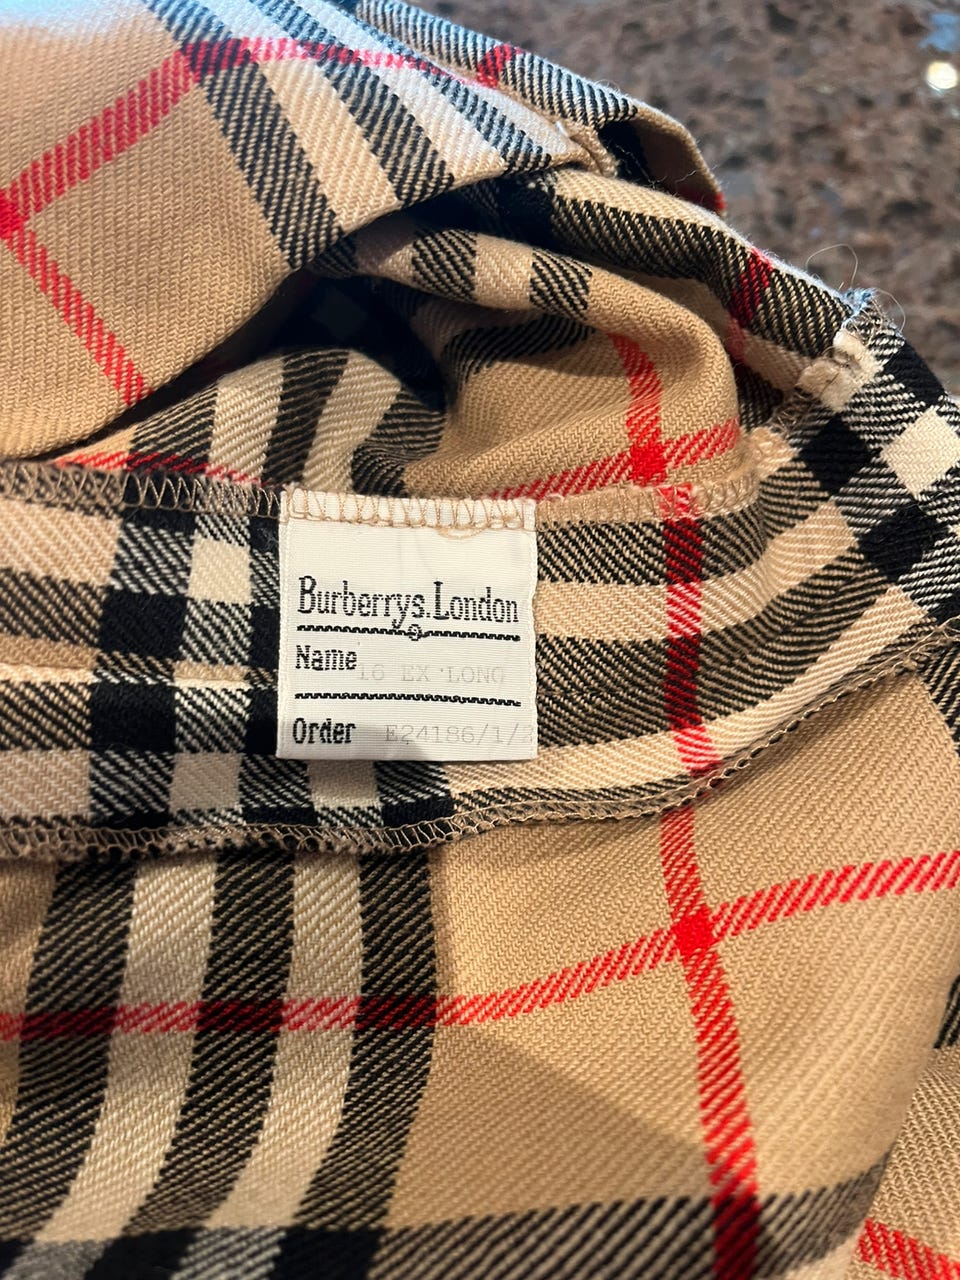 Burberrys. London
Name 16 EX LONG
Order E24186/1/